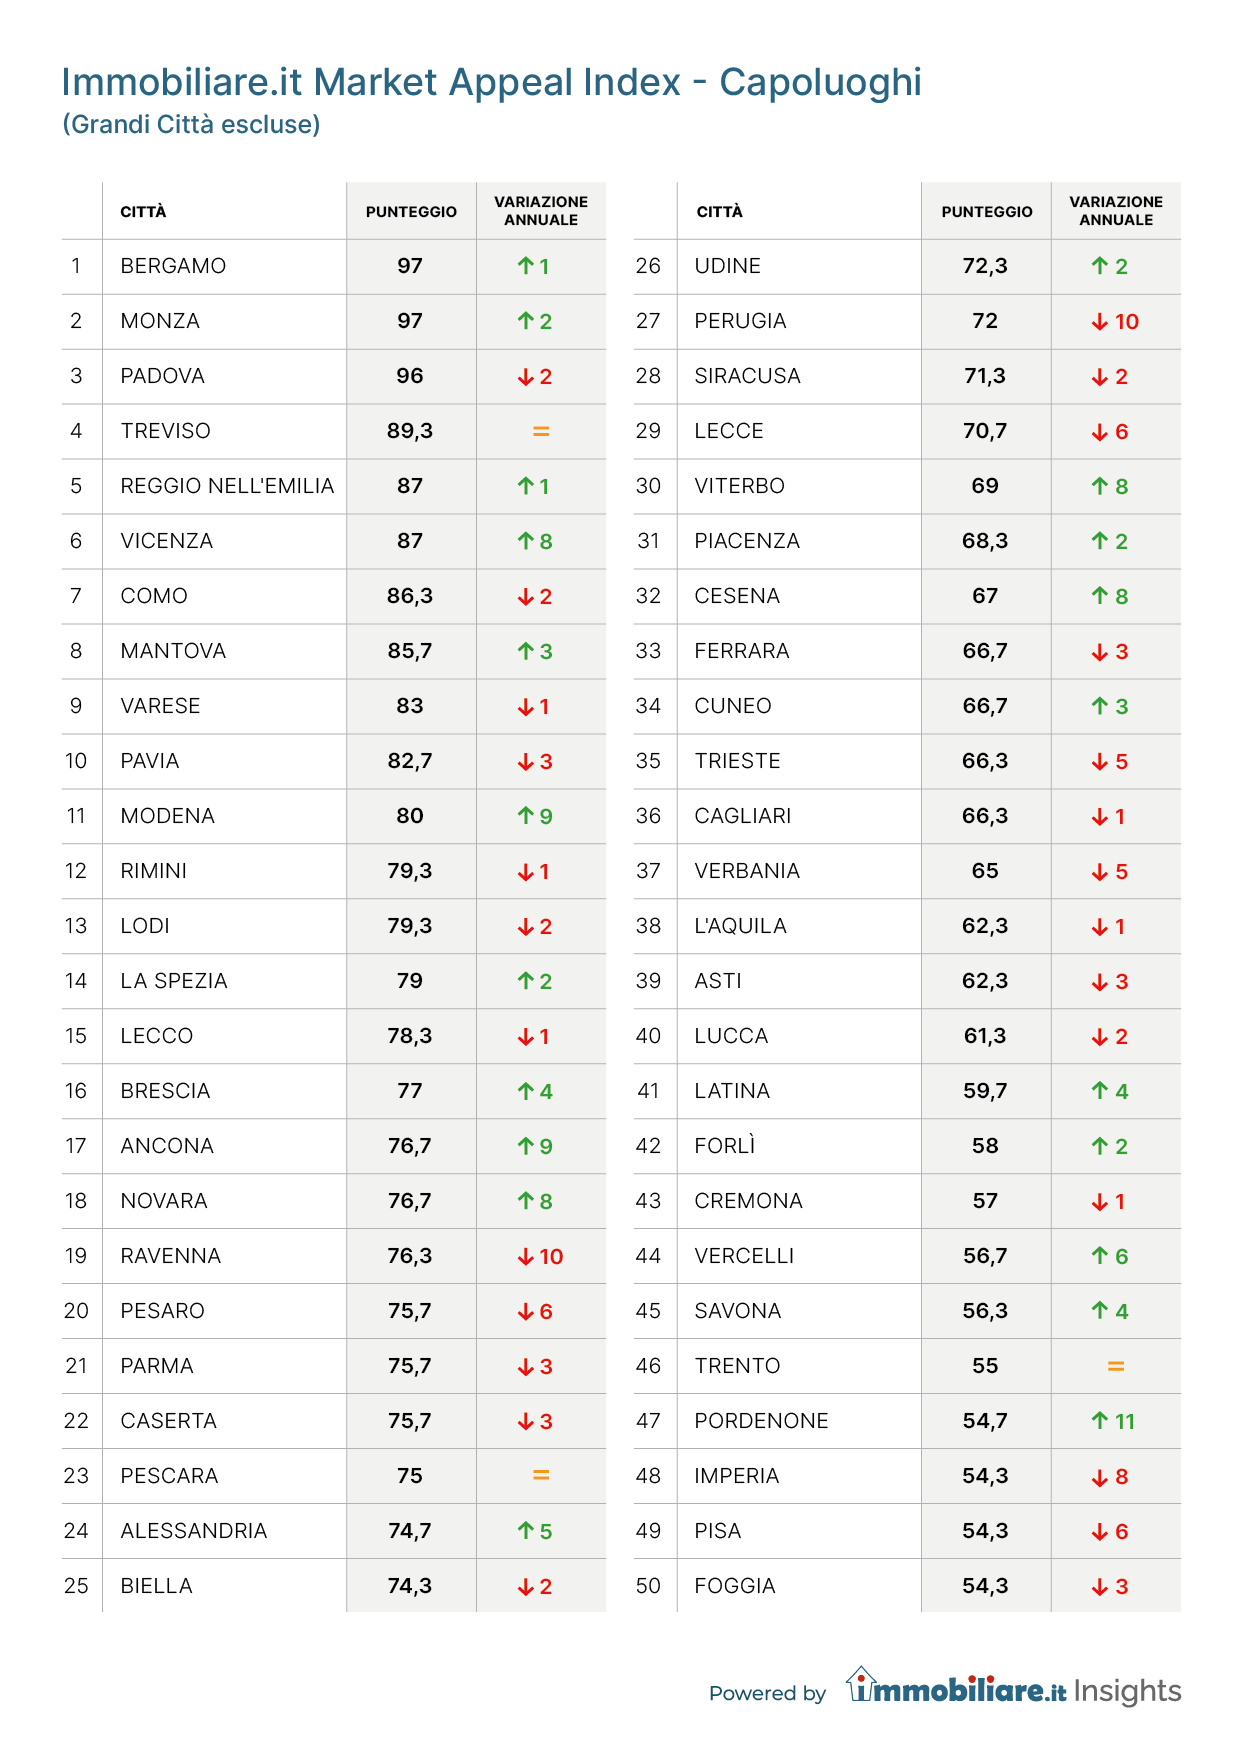 Immobiliare.it Market Appeal Index - Capoluoghi
(Grandi Città escluse)
CITTÀ PUNTEGGIO VARIAZIONE ANNUALE
1 BERGAMO 97 ↑ 1
2 MONZA 97 ↑ 2
3 PADOVA 96 ↓ 2
4 TREVISO 89,3 =
5 REGGIO NELL'EMILIA 87 ↑ 1
6 VICENZA 87 ↑ 8
7 COMO 86,3 ↓ 2
8 MANTOVA 85,7 ↑ 3
9 VARESE 83 ↓ 1
10 PAVIA 82,7 ↓ 3
11 MODENA 80 ↑ 9
12 RIMINI 79,3 ↓ 1
13 LODI 79,3 ↓ 2
14 LA SPEZIA 79 ↑ 2
15 LECCO 78,3 ↓ 1
16 BRESCIA 77 ↑ 4
17 ANCONA 76,7 ↑ 9
18 NOVARA 76,7 ↑ 8
19 RAVENNA 76,3 ↓ 10
20 PESARO 75,7 ↓ 6
21 PARMA 75,7 ↓ 3
22 CASERTA 75,7 ↓ 3
23 PESCARA 75 =
24 ALESSANDRIA 74,7 ↑ 5
25 BIELLA 74,3 ↓ 2
CITTÀ PUNTEGGIO VARIAZIONE ANNUALE
26 UDINE 72,3 ↑ 2
27 PERUGIA 72 ↓ 10
28 SIRACUSA 71,3 ↓ 2
29 LECCE 70,7 ↓ 6
30 VITERBO 69 ↑ 8
31 PIACENZA 68,3 ↑ 2
32 CESENA 67 ↑ 8
33 FERRARA 66,7 ↓ 3
34 CUNEO 66,7 ↑ 3
35 TRIESTE 66,3 ↓ 5
36 CAGLIARI 66,3 ↓ 1
37 VERBANIA 65 ↓ 5
38 L'AQUILA 62,3 ↓ 1
39 ASTI 62,3 ↓ 3
40 LUCCA 61,3 ↓ 2
41 LATINA 59,7 ↑ 4
42 FORLÌ 58 ↑ 2
43 CREMONA 57 ↓ 1
44 VERCELLI 56,7 ↑ 6
45 SAVONA 56,3 ↑ 4
46 TRENTO 55 =
47 PORDENONE 54,7 ↑ 11
48 IMPERIA 54,3 ↓ 8
49 PISA 54,3 ↓ 6
50 FOGGIA 54,3 ↓ 3
Powered by immobiliare.it Insights